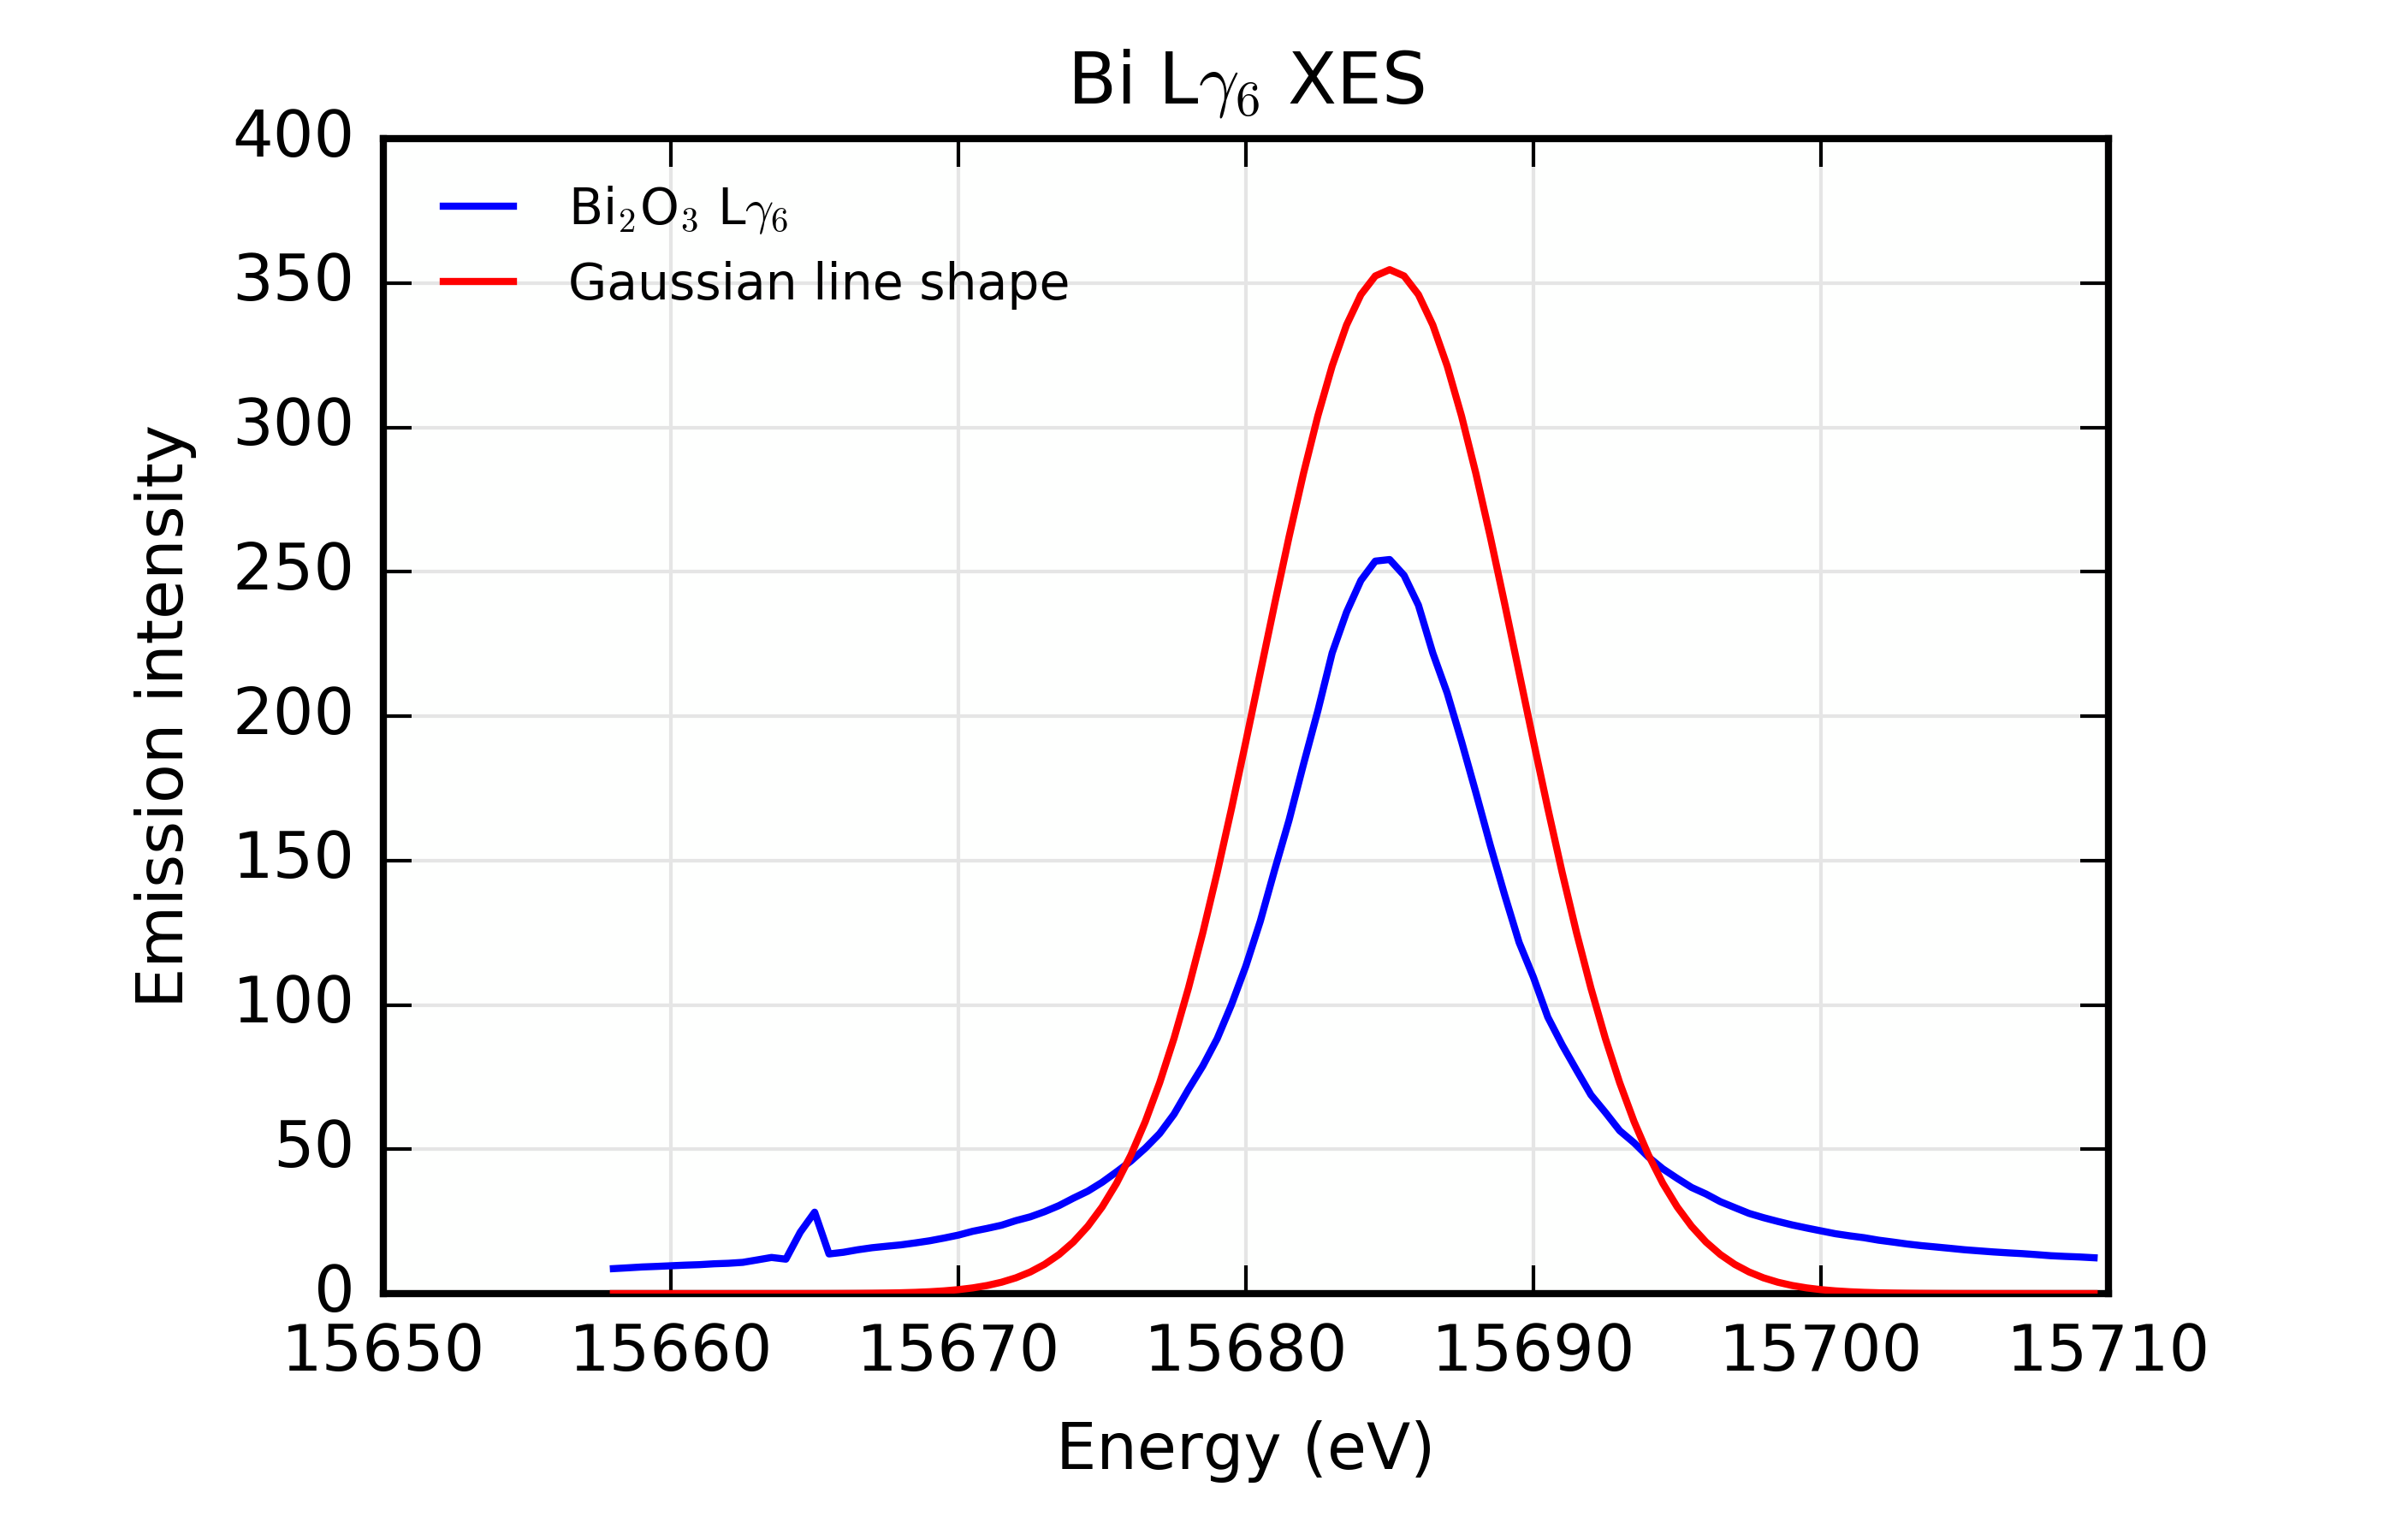 Bi Lγ₆ XES
400
350
300
250
200
150
100
50
0
Emission intensity
Bi₂O₃ Lγ₆
Gaussian line shape
15650 15660 15670 15680 15690 15700 15710
Energy (eV)